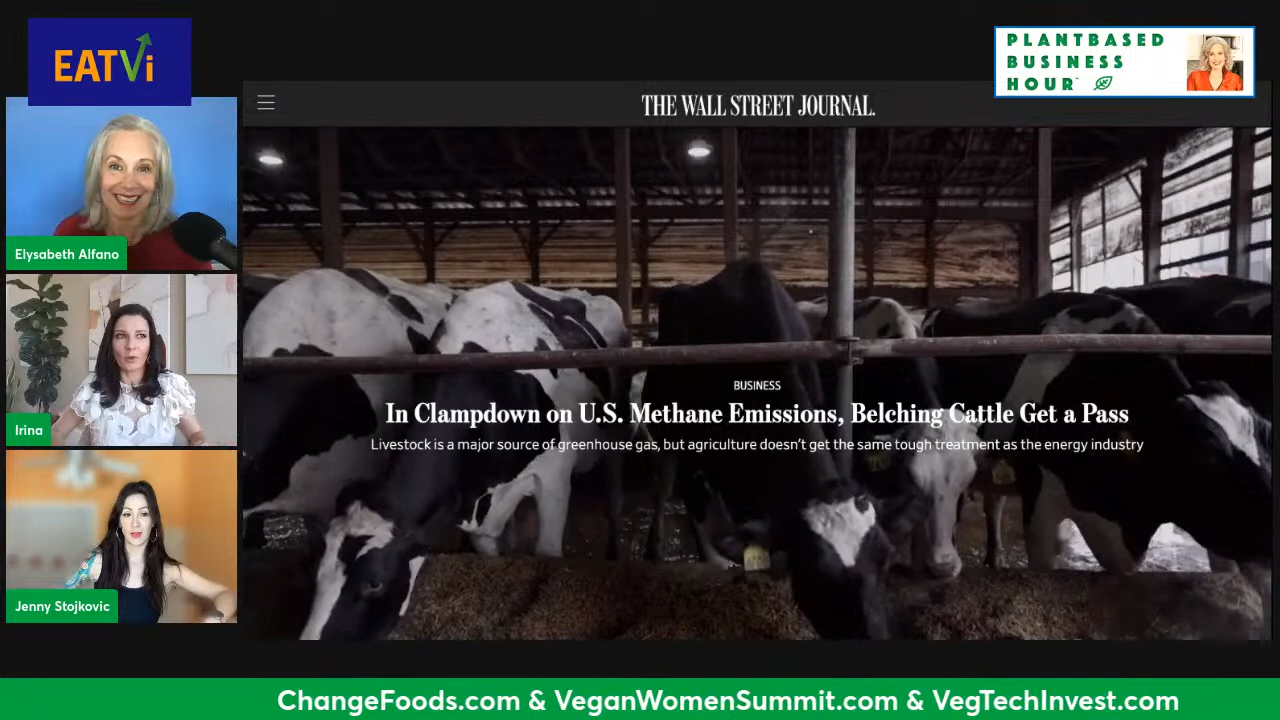 EATVi
PLANTBASED
BUSINESS
HOUR
THE WALL STREET JOURNAL.
Elysabeth Alfano
Irina
Jenny Stojkovic
BUSINESS
In Clampdown on U.S. Methane Emissions, Belching Cattle Get a Pass
Livestock is a major source of greenhouse gas, but agriculture doesn't get the same tough treatment as the energy industry
ChangeFoods.com & VeganWomenSummit.com & VegTechInvest.com